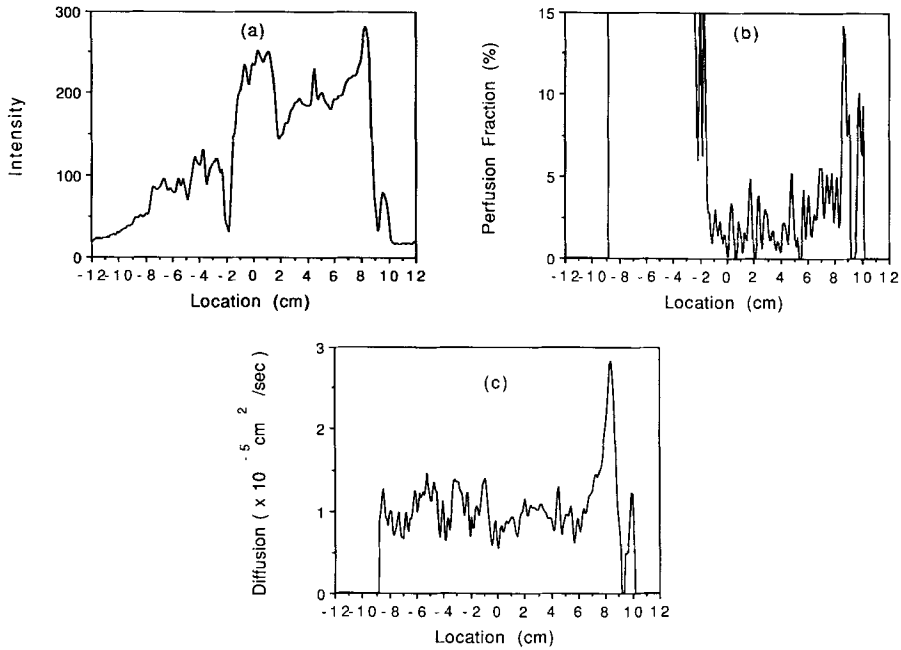 (a)
300
200
100
0
Intensity
-12 -10 -8 -6 -4 -2 0 2 4 6 8 10 12
Location (cm)
(b)
15
10
5
0
Perfusion Fraction (%)
-12 -10 -8 -6 -4 -2 0 2 4 6 8 10 12
Location (cm)
(c)
3
2
1
0
Diffusion ( x 10 -5 cm 2 /sec)
-12 -10 -8 -6 -4 -2 0 2 4 6 8 10 12
Location (cm)